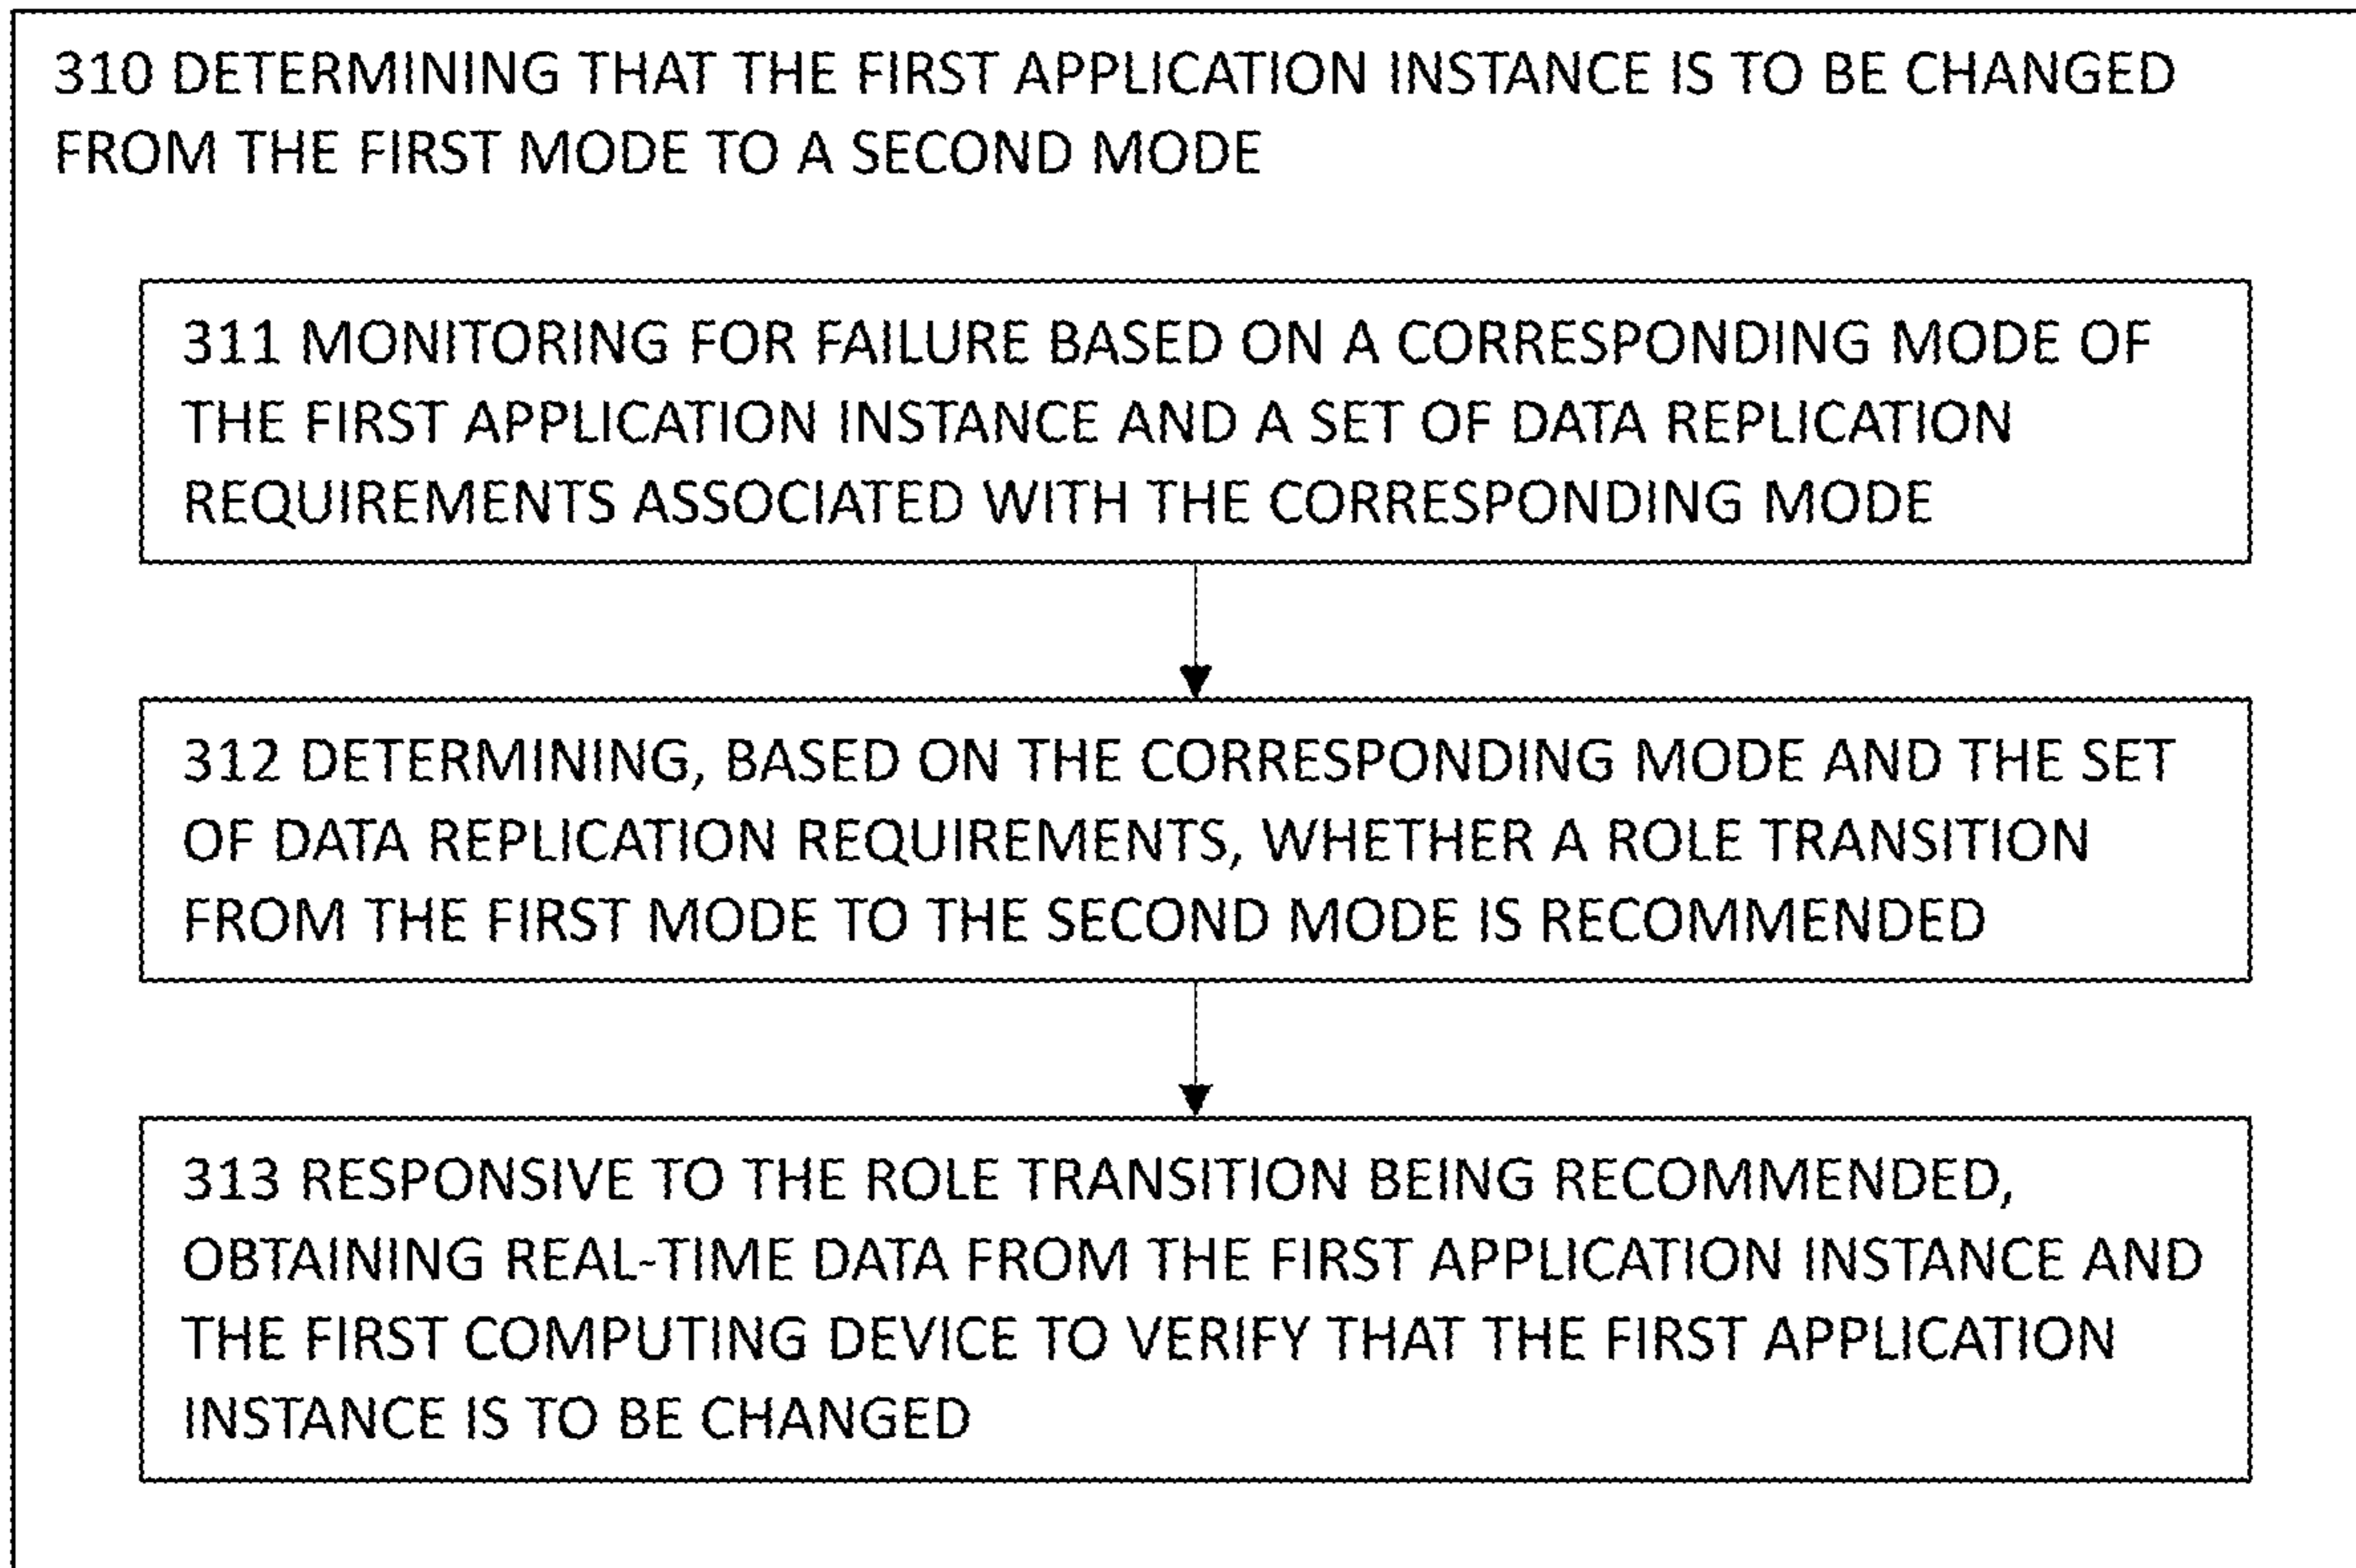 310 DETERMINING THAT THE FIRST APPLICATION INSTANCE IS TO BE CHANGED
FROM THE FIRST MODE TO A SECOND MODE
311 MONITORING FOR FAILURE BASED ON A CORRESPONDING MODE OF
THE FIRST APPLICATION INSTANCE AND A SET OF DATA REPLICATION
REQUIREMENTS ASSOCIATED WITH THE CORRESPONDING MODE
312 DETERMINING, BASED ON THE CORRESPONDING MODE AND THE SET
OF DATA REPLICATION REQUIREMENTS, WHETHER A ROLE TRANSITION
FROM THE FIRST MODE TO THE SECOND MODE IS RECOMMENDED
313 RESPONSIVE TO THE ROLE TRANSITION BEING RECOMMENDED,
OBTAINING REAL-TIME DATA FROM THE FIRST APPLICATION INSTANCE AND
THE FIRST COMPUTING DEVICE TO VERIFY THAT THE FIRST APPLICATION
INSTANCE IS TO BE CHANGED